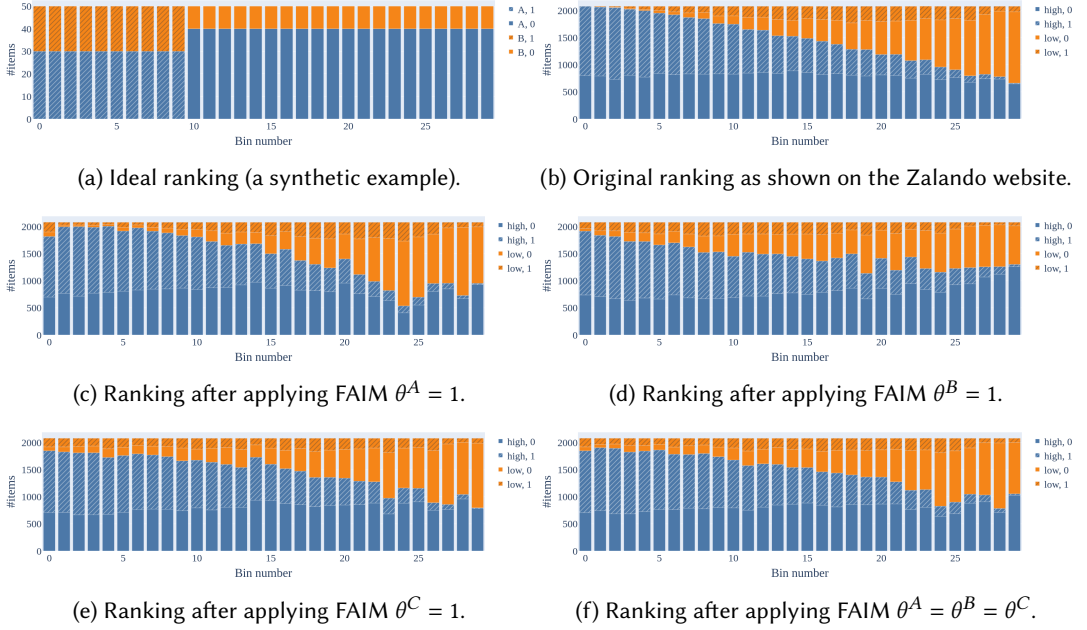 50
40
30
20
10
0
#items
0 5 10 15 20 25
Bin number
A, 1
A, 0
B, 1
B, 0
(a) Ideal ranking (a synthetic example).
2000
1500
1000
500
0
#items
0 5 10 15 20 25
Bin number
high, 0
high, 1
low, 0
low, 1
(b) Original ranking as shown on the Zalando website.
2000
1500
1000
500
0
#items
0 5 10 15 20 25
Bin number
high, 0
high, 1
low, 0
low, 1
(c) Ranking after applying FAIM θ^A = 1.
2000
1500
1000
500
0
#items
0 5 10 15 20 25
Bin number
high, 0
high, 1
low, 0
low, 1
(d) Ranking after applying FAIM θ^B = 1.
2000
1500
1000
500
0
#items
0 5 10 15 20 25
Bin number
high, 0
high, 1
low, 0
low, 1
(e) Ranking after applying FAIM θ^C = 1.
2000
1500
1000
500
0
#items
0 5 10 15 20 25
Bin number
high, 0
high, 1
low, 0
low, 1
(f) Ranking after applying FAIM θ^A = θ^B = θ^C.